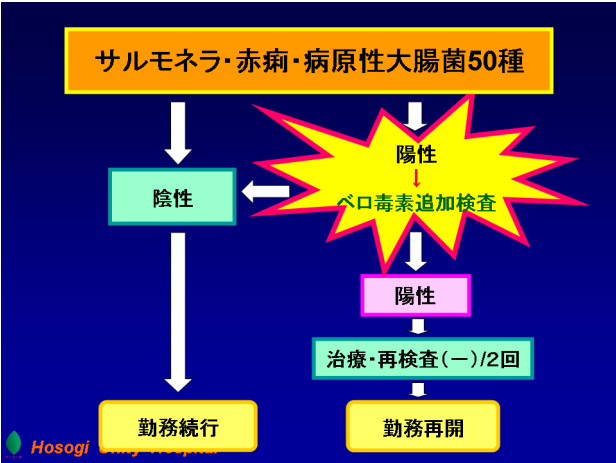 サルモネラ・赤痢・病原性大腸菌50種
陽性
↓
ベロ毒素追加検査
陰性
陽性
治療・再検査(－)/2回
勤務続行
勤務再開
Hosogi Unity Hospital